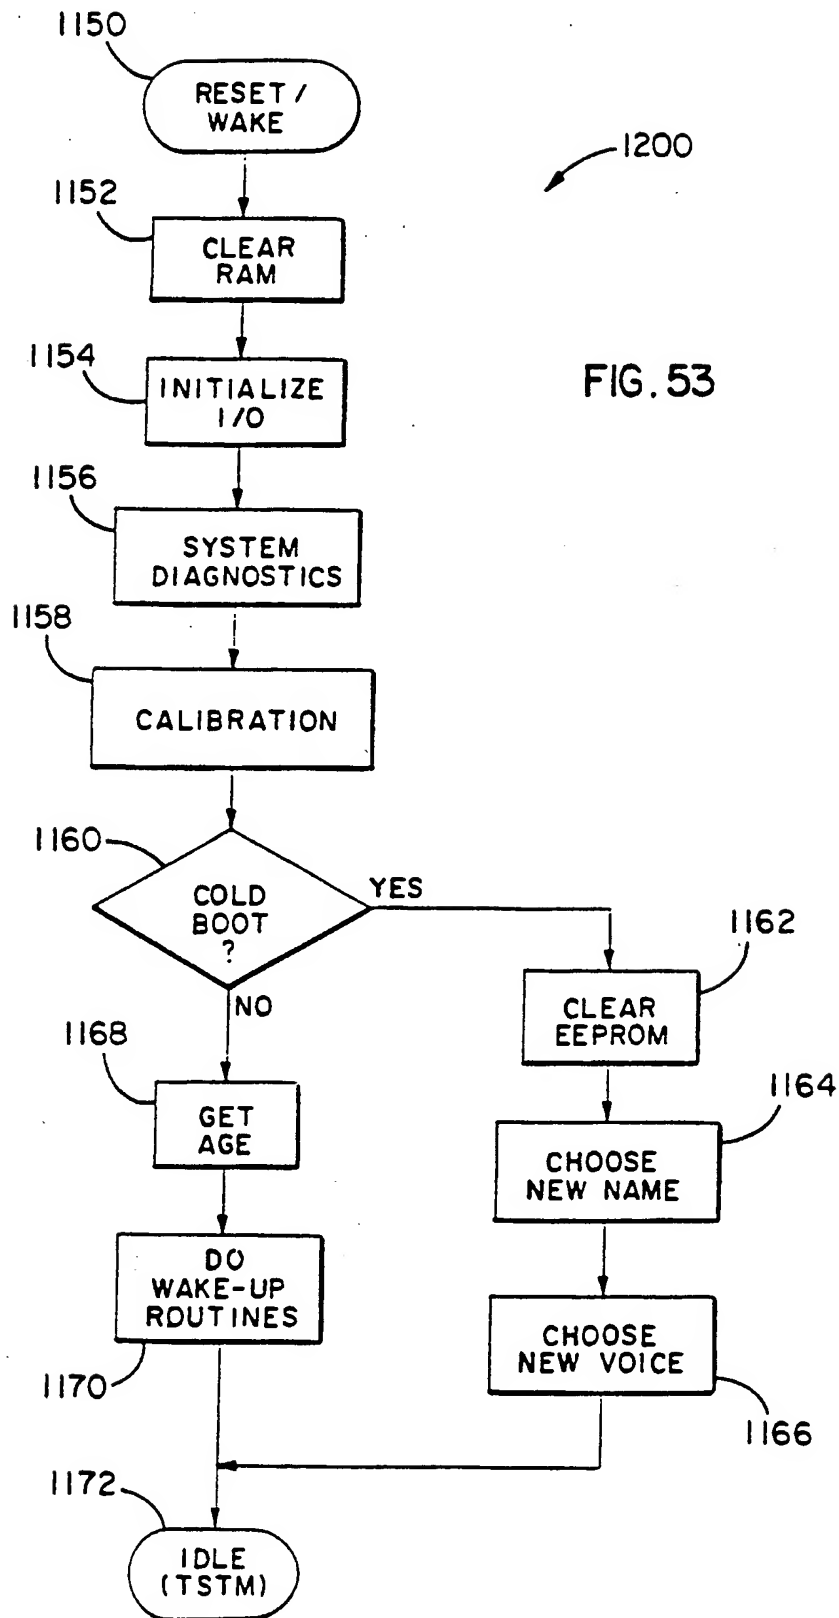 1150
RESET /
WAKE
1200
1152
CLEAR
RAM
1154
INITIALIZE
I/O
FIG. 53
1156
SYSTEM
DIAGNOSTICS
1158
CALIBRATION
1160
COLD
BOOT
?
YES
NO
1162
CLEAR
EEPROM
1168
GET
AGE
1164
CHOOSE
NEW NAME
DO
WAKE-UP
ROUTINES
1170
CHOOSE
NEW VOICE
1166
1172
IDLE
(TSTM)